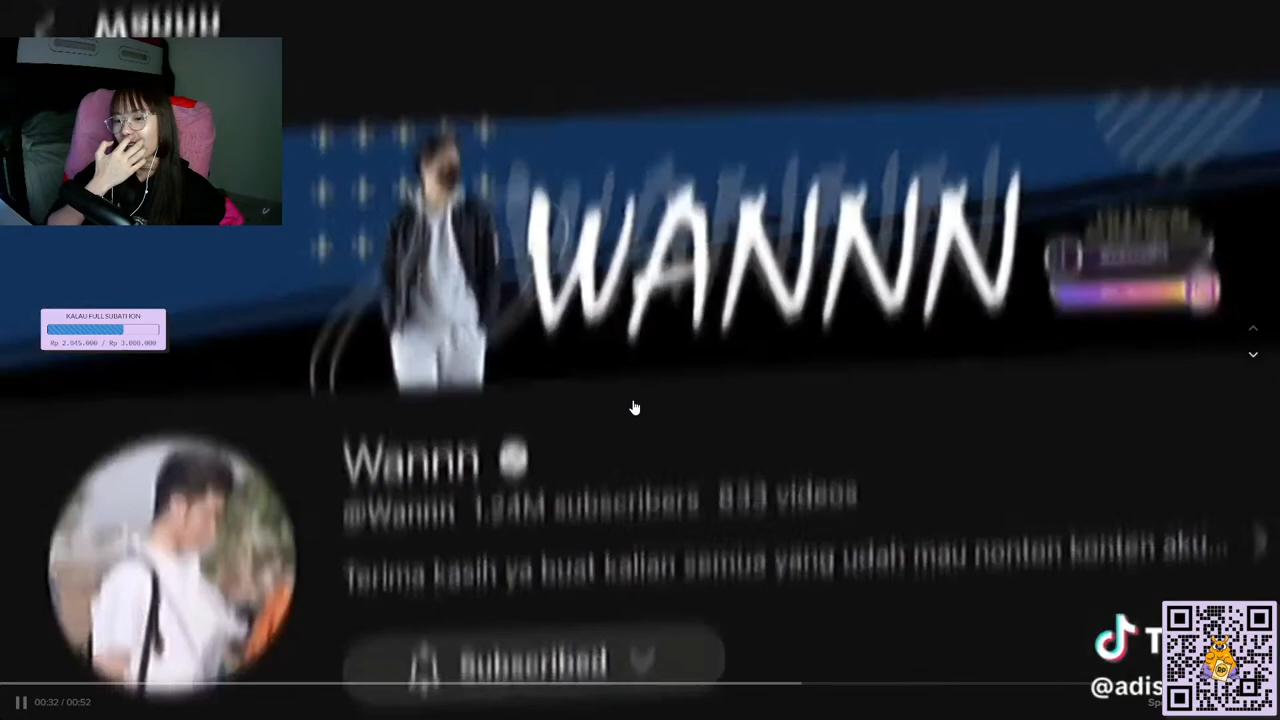 Wannn
KALAU FULL SUBATHON
Rp 2.045.000 / Rp 3.000.000
WANNN
Wannn
@Wannn 1.24M subscribers 833 videos
Terima kasih ya buat kalian semua yang udah mau nonton konten aku...
Subscribed
@adis
00:32 / 00:52